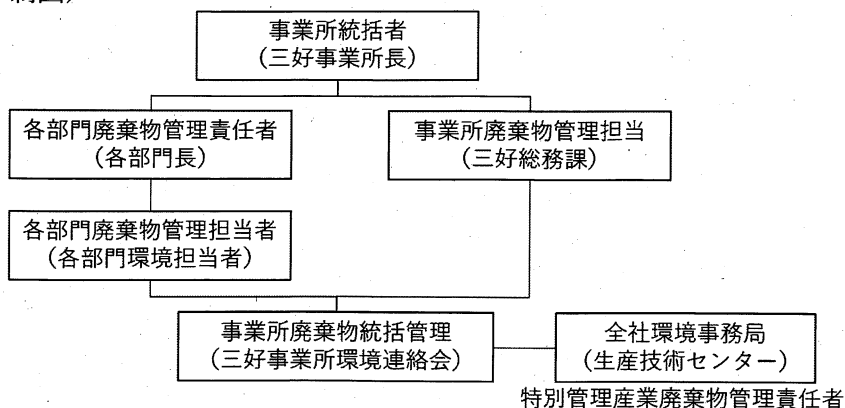 事業所統括者
(三好事業所長)
各部門廃棄物管理責任者
(各部門長)
事業所廃棄物管理担当
(三好総務課)
各部門廃棄物管理担当者
(各部門環境担当者)
事業所廃棄物統括管理
(三好事業所環境連絡会)
全社環境事務局
(生産技術センター)
特別管理産業廃棄物管理責任者